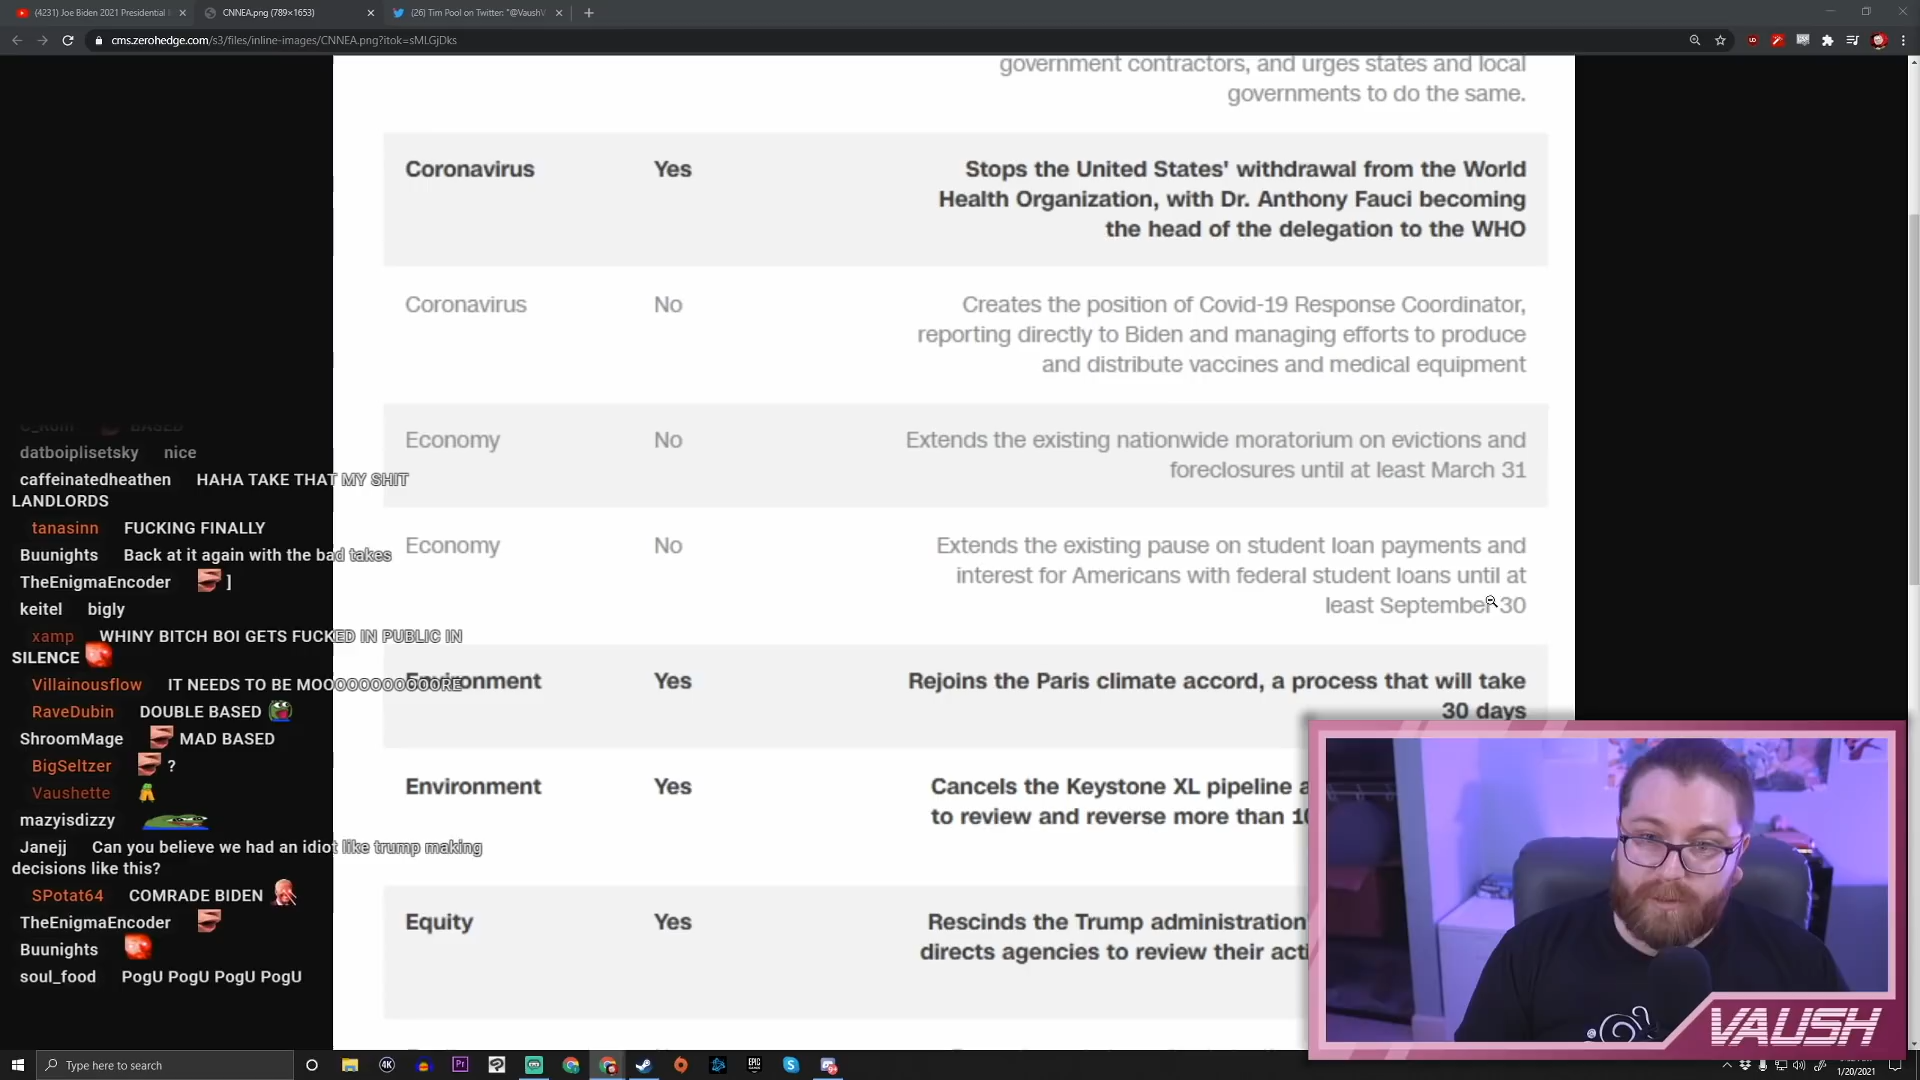 (4231) Joe Biden 2021 Presidential I
CNNEA.png (789×1653)
(26) Tim Pool on Twitter: "@VaushV
cms.zerohedge.com/s3/files/inline-images/CNNEA.png?itok=sMLGjDks
government contractors, and urges states and local
governments to do the same.
Coronavirus Yes Stops the United States' withdrawal from the World
Health Organization, with Dr. Anthony Fauci becoming
the head of the delegation to the WHO
Coronavirus No Creates the position of Covid-19 Response Coordinator,
reporting directly to Biden and managing efforts to produce
and distribute vaccines and medical equipment
Economy No Extends the existing nationwide moratorium on evictions and
foreclosures until at least March 31
Economy No Extends the existing pause on student loan payments and
interest for Americans with federal student loans until at
least September 30
Environment Yes Rejoins the Paris climate accord, a process that will take
30 days
Environment Yes Cancels the Keystone XL pipeline a
to review and reverse more than 10
Equity Yes Rescinds the Trump administration'
directs agencies to review their acti
BASED
datboiplisetsky nice
caffeinatedheathen HAHA TAKE THAT MY SHIT
LANDLORDS
tanasinn FUCKING FINALLY
Buunights Back at it again with the bad takes
TheEnigmaEncoder ]
keitel bigly
xamp WHINY BITCH BOI GETS FUCKED IN PUBLIC IN
SILENCE
Villainousflow IT NEEDS TO BE MOOOOOOOOOOORE
RaveDubin DOUBLE BASED
ShroomMage MAD BASED
BigSeltzer ?
Vaushette
mazyisdizzy
Janejj Can you believe we had an idiot like trump making
decisions like this?
SPotat64 COMRADE BIDEN
TheEnigmaEncoder
Buunights
soul_food PogU PogU PogU PogU
VAUSH
Type here to search
1/20/2021